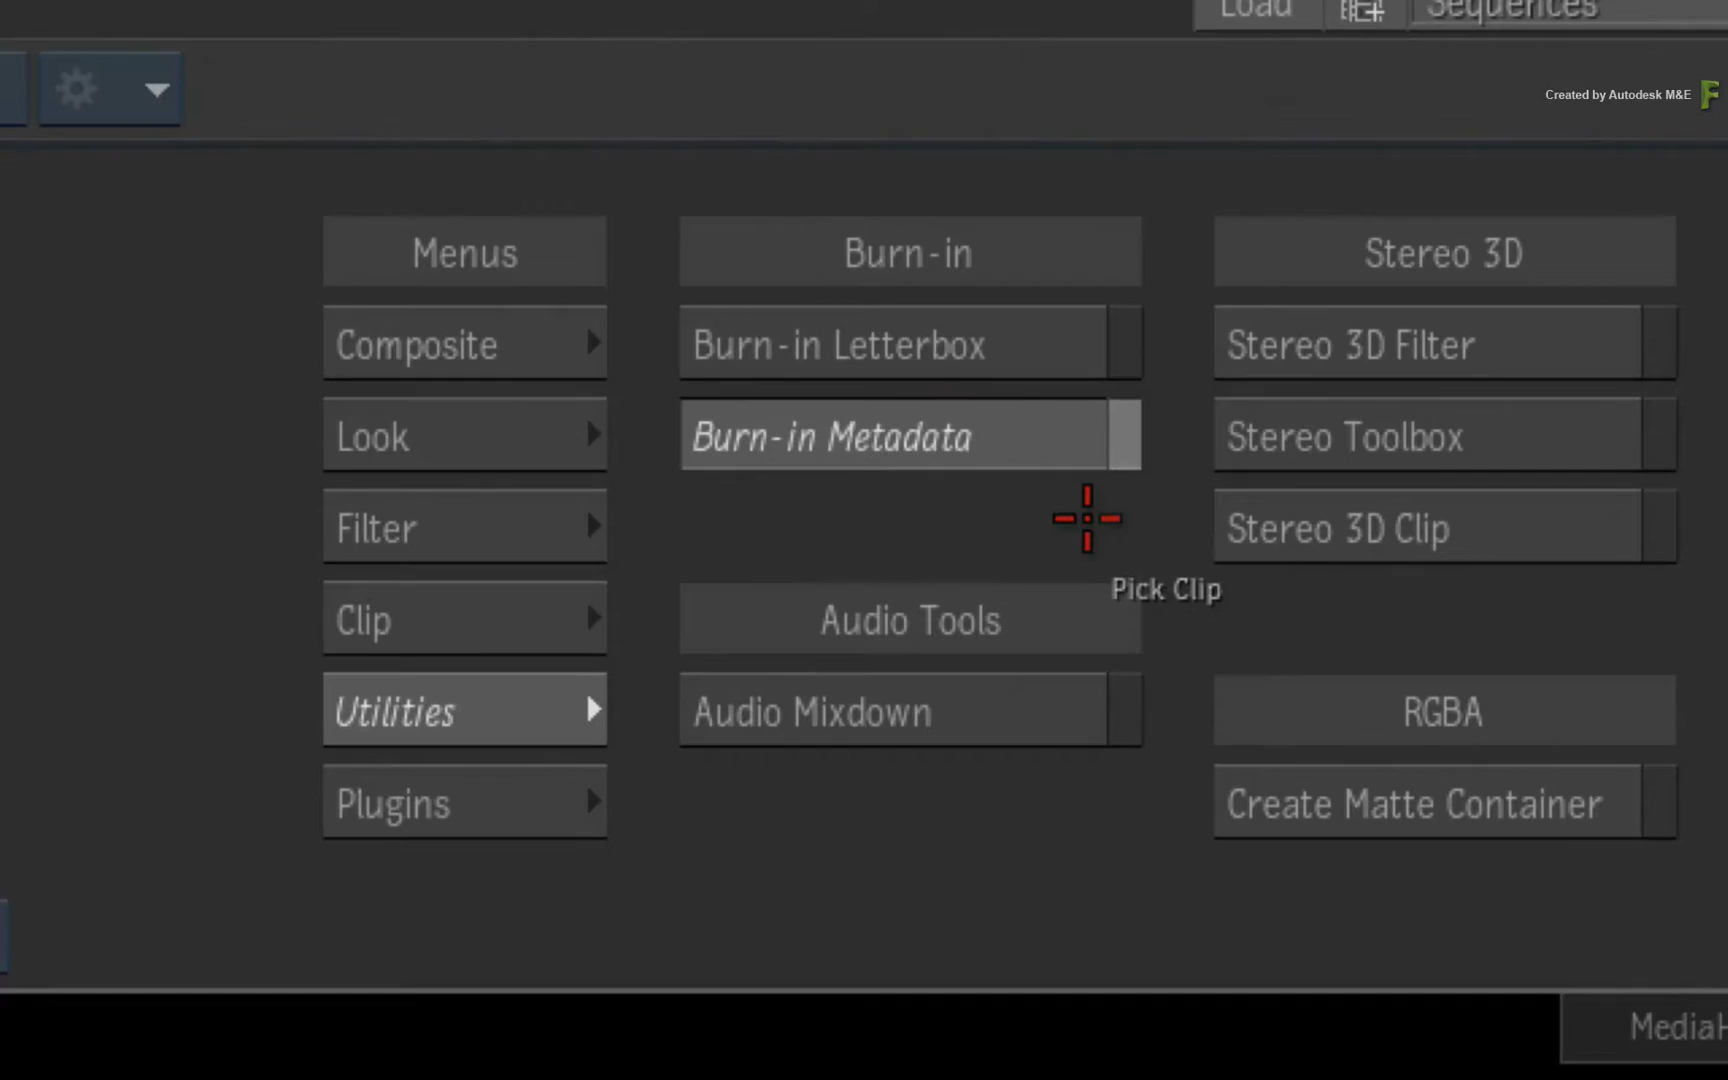 Load
Sequences
Created by Autodesk M&E
Menus
Burn-in
Stereo 3D
Composite
Burn-in Letterbox
Stereo 3D Filter
Look
Burn-in Metadata
Stereo Toolbox
Filter
Stereo 3D Clip
Pick Clip
Clip
Audio Tools
Utilities
Audio Mixdown
RGBA
Plugins
Create Matte Container